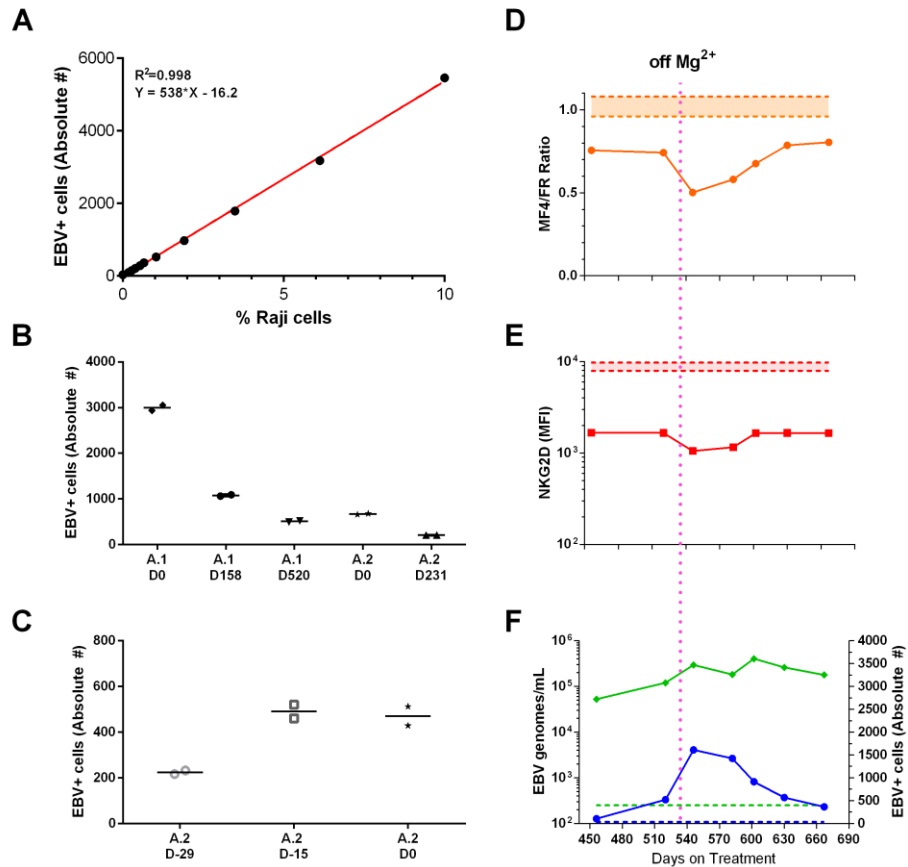 A
R²=0.998
Y = 538*X - 16.2
EBV+ cells (Absolute #)
6000
4000
2000
0
0
5
10
% Raji cells
B
EBV+ cells (Absolute #)
4000
3000
2000
1000
0
A.1
D0
A.1
D158
A.1
D520
A.2
D0
A.2
D231
C
EBV+ cells (Absolute #)
800
600
400
200
0
A.2
D-29
A.2
D-15
A.2
D0
D
off Mg²⁺
MF4/FR Ratio
1.0
0.5
0.0
E
NKG2D (MFI)
10⁴
10³
10²
F
EBV genomes/mL
10⁶
10⁵
10⁴
10³
10²
EBV+ cells (Absolute #)
4000
3500
3000
2500
2000
1500
1000
500
0
450 480 510 540 570 600 630 660 690
Days on Treatment